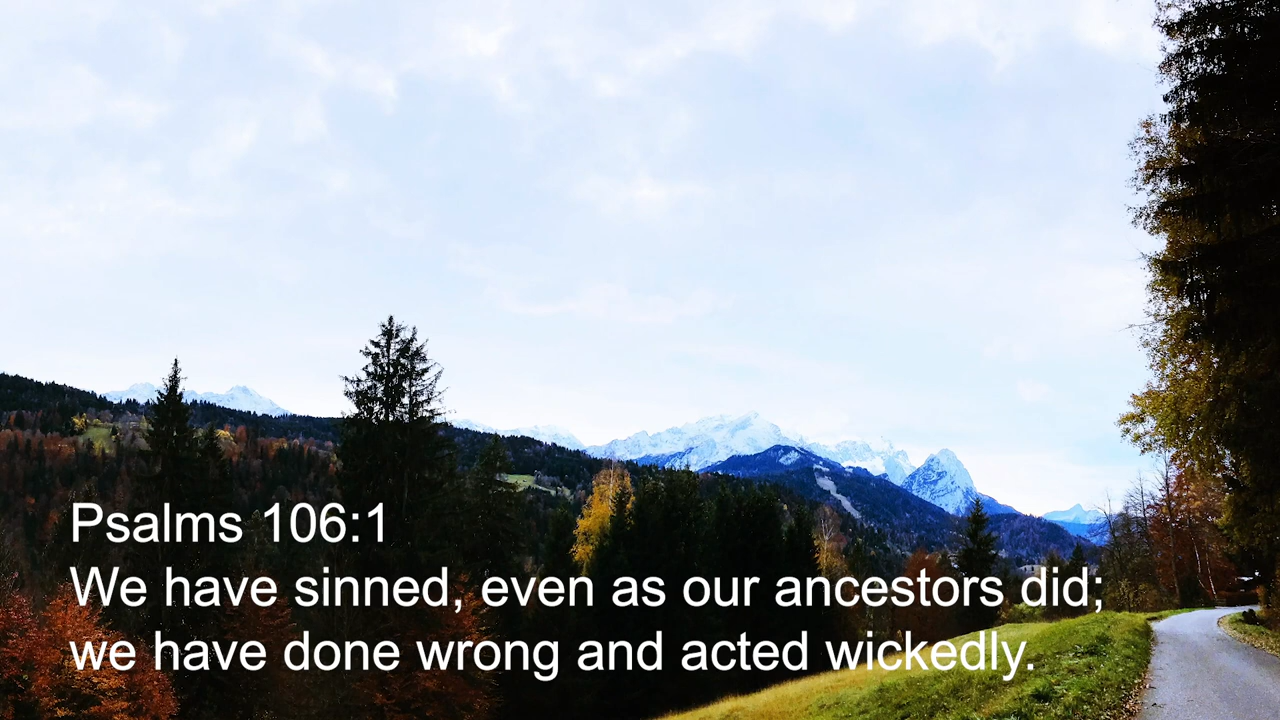 Psalms 106:1
We have sinned, even as our ancestors did;
we have done wrong and acted wickedly.